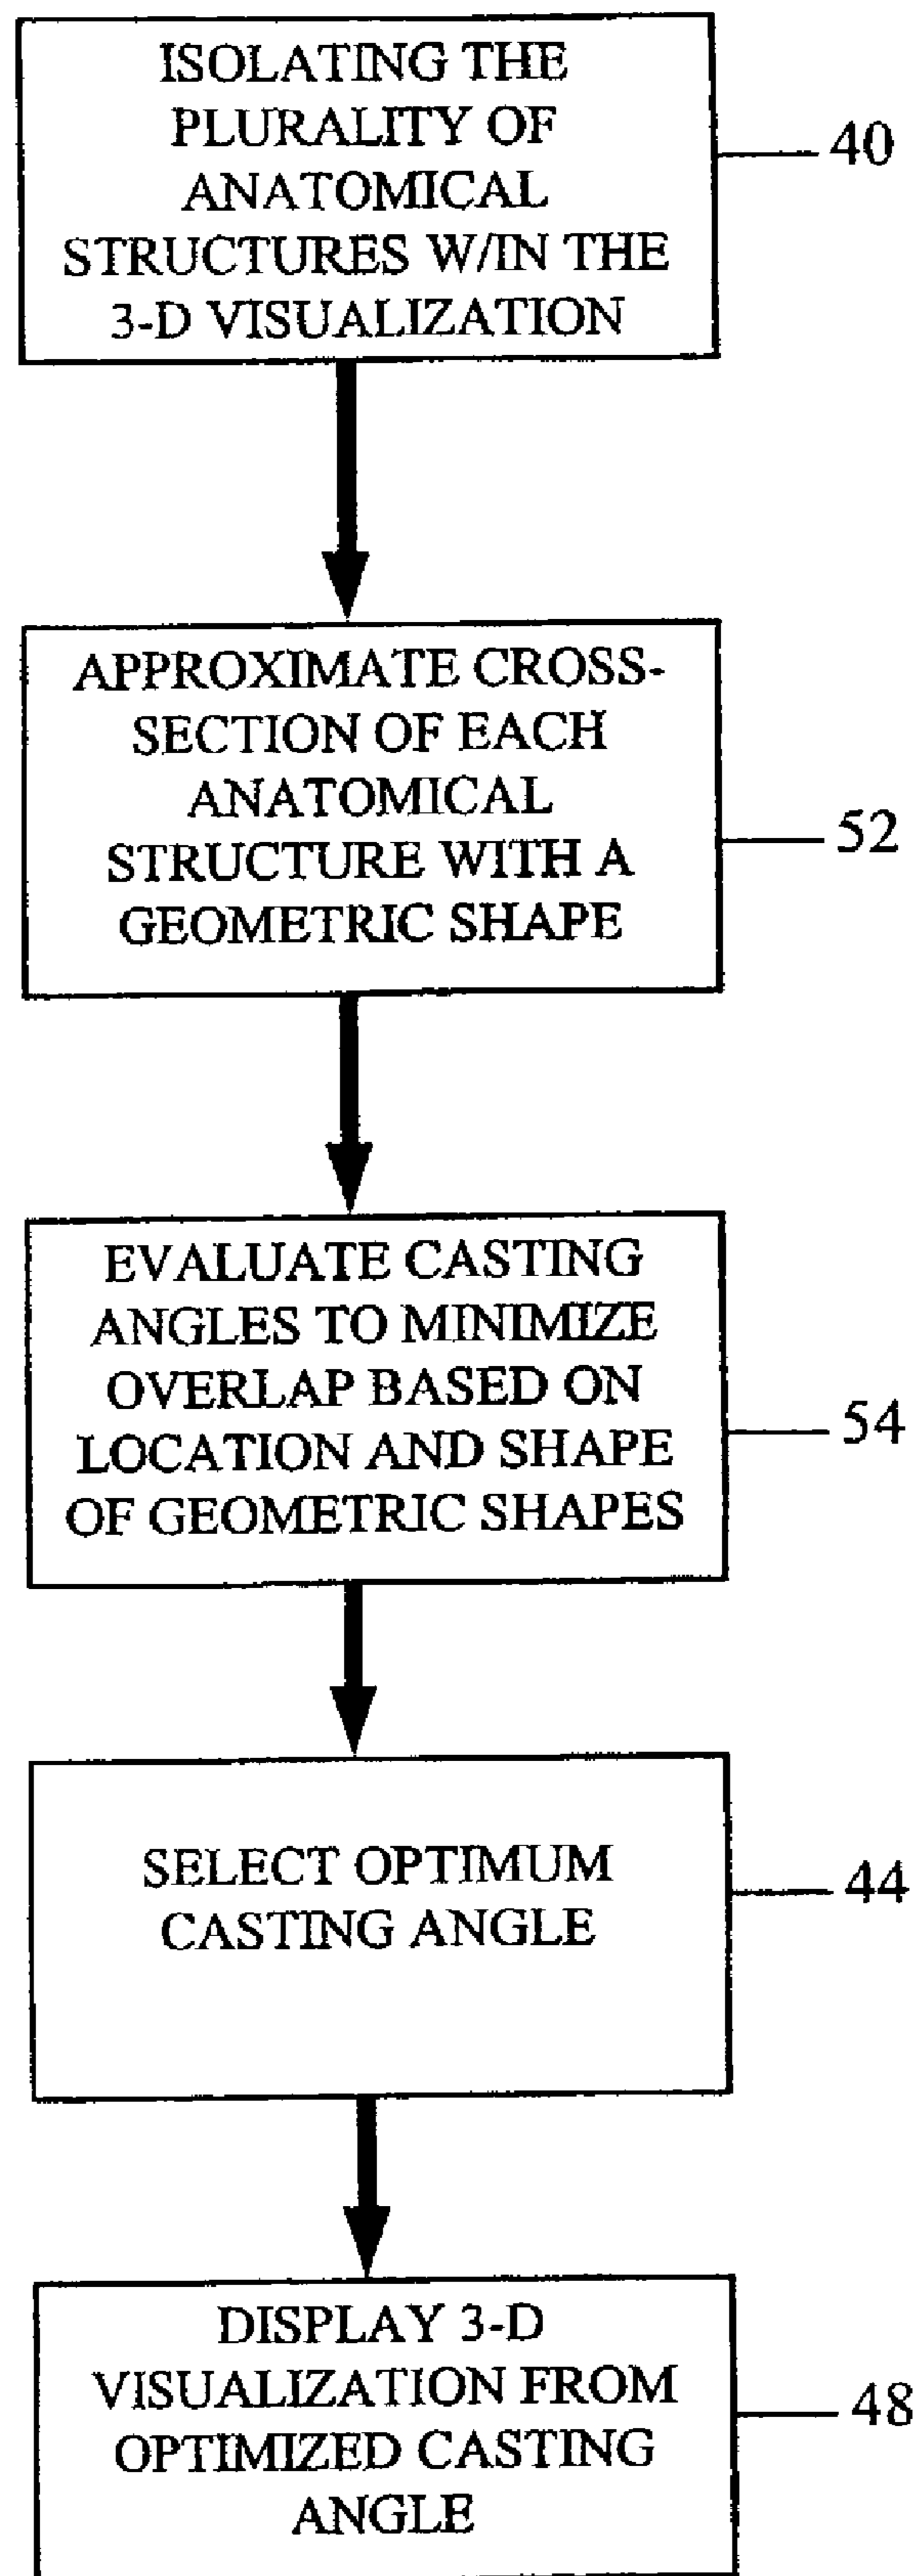 ISOLATING THE
PLURALITY OF
ANATOMICAL
STRUCTURES W/IN THE
3-D VISUALIZATION
40
APPROXIMATE CROSS-
SECTION OF EACH
ANATOMICAL
STRUCTURE WITH A
GEOMETRIC SHAPE
52
EVALUATE CASTING
ANGLES TO MINIMIZE
OVERLAP BASED ON
LOCATION AND SHAPE
OF GEOMETRIC SHAPES
54
SELECT OPTIMUM
CASTING ANGLE
44
DISPLAY 3-D
VISUALIZATION FROM
OPTIMIZED CASTING
ANGLE
48